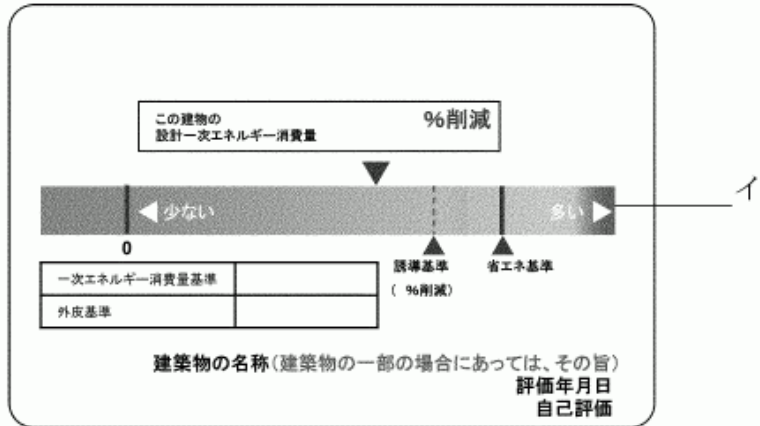 この建物の
設計一次エネルギー消費量
%削減
少ない
多い
イ
0
誘導基準
( %削減)
省エネ基準
一次エネルギー消費量基準
外皮基準
建築物の名称(建築物の一部の場合にあっては、その旨)
評価年月日
自己評価